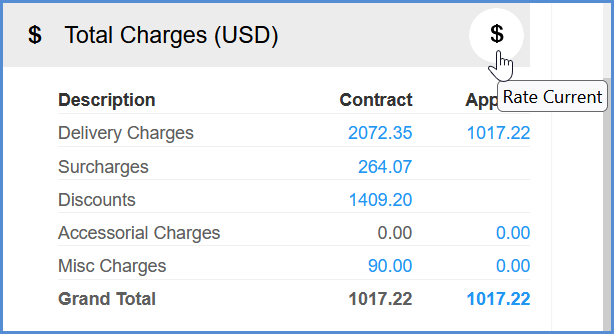 $ Total Charges (USD) $
Rate Current
Description Contract
Delivery Charges 2072.35 1017.22
Surcharges 264.07
Discounts 1409.20
Accessorial Charges 0.00 0.00
Misc Charges 90.00 0.00
Grand Total 1017.22 1017.22